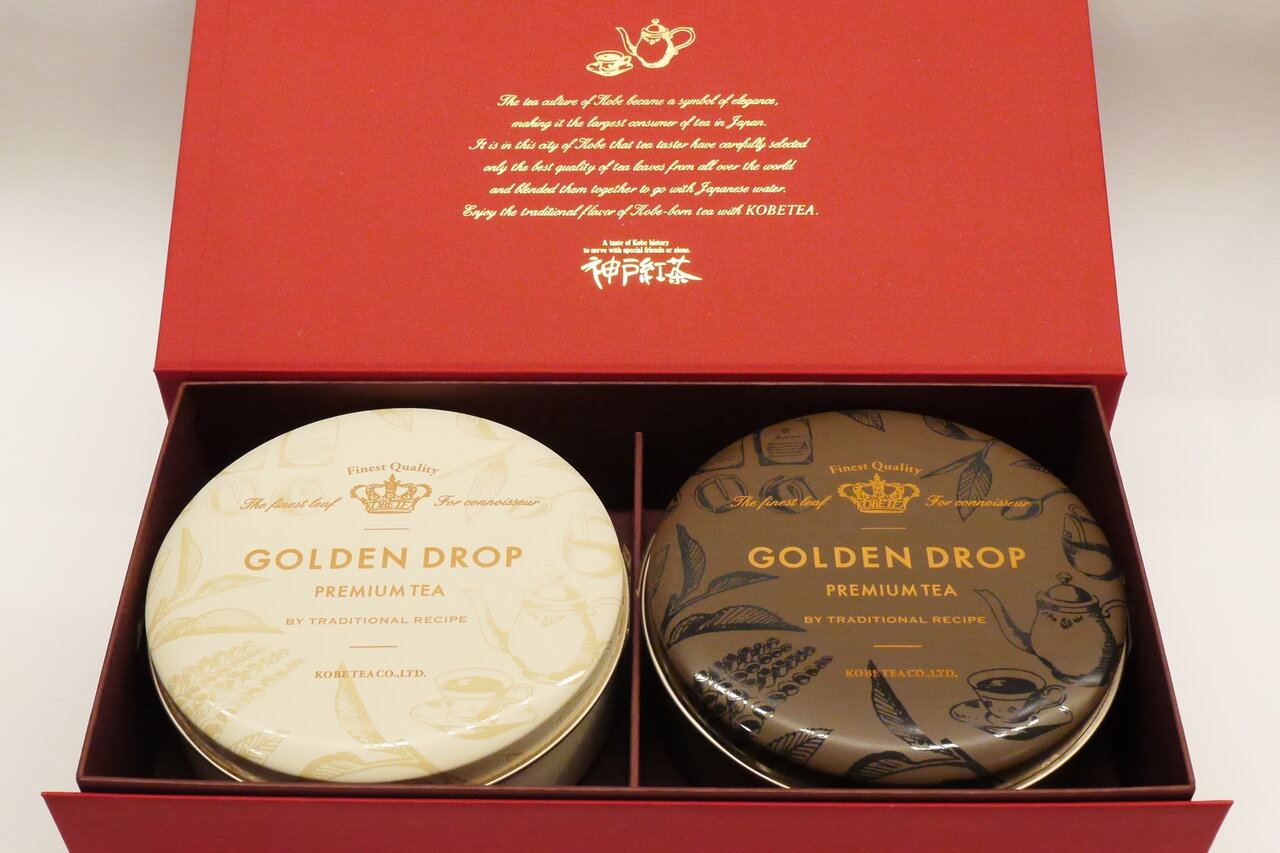 The tea culture of Kobe became a symbol of elegance,
making it the largest consumer of tea in Japan.
It is in this city of Kobe that tea taster have carefully selected
only the best quality of tea leaves from all over the world
and blended them together to go with Japanese water.
Enjoy the traditional flavor of Kobe-born tea with KOBETEA.
A taste of Kobe history
to serve with special friends or alone.
神戸紅茶
Finest Quality
The finest leaf For connoisseur
KOBE TEA
GOLDEN DROP
PREMIUM TEA
BY TRADITIONAL RECIPE
KOBE TEA CO.,LTD.
Finest Quality
The finest leaf For connoisseur
KOBE TEA
GOLDEN DROP
PREMIUM TEA
BY TRADITIONAL RECIPE
KOBE TEA CO.,LTD.